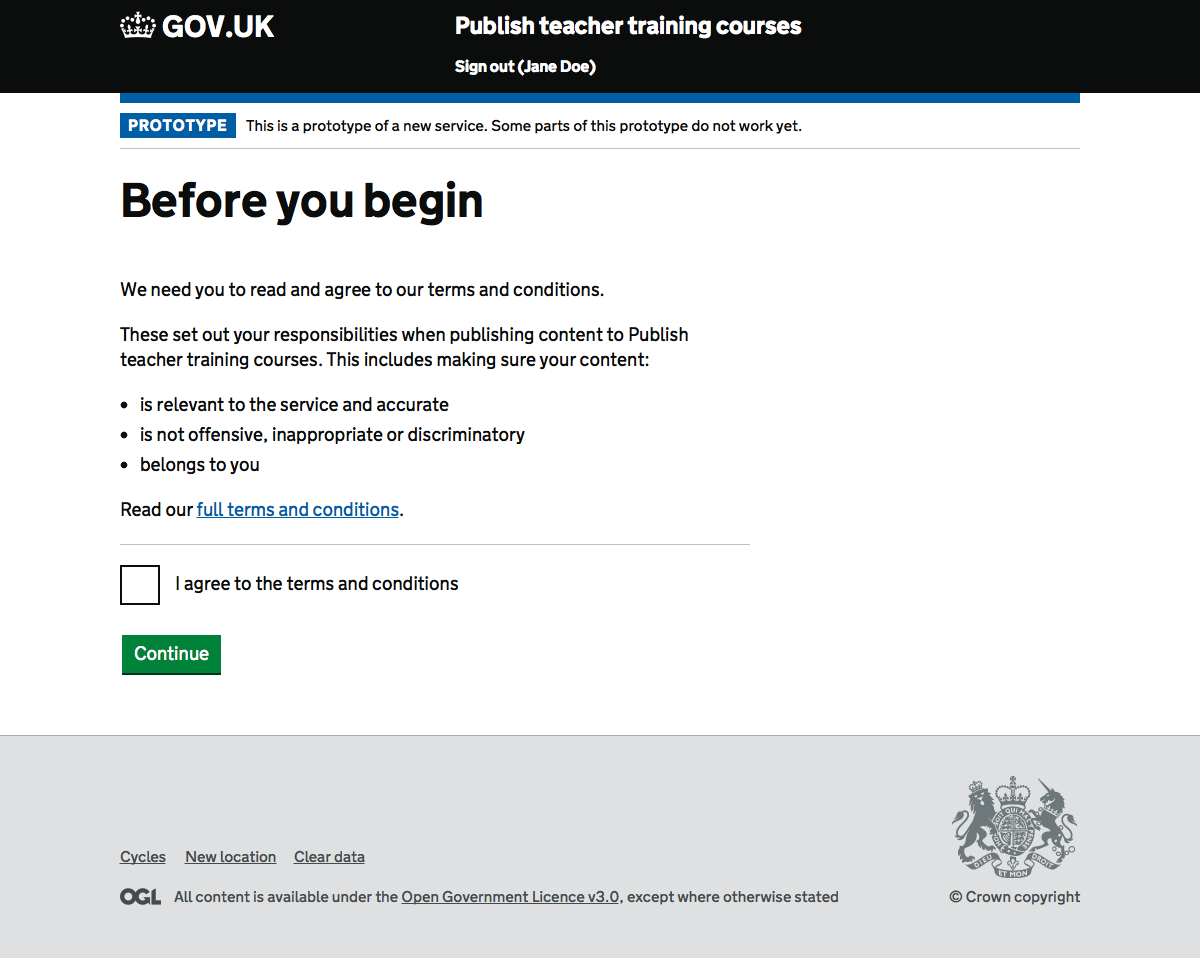 GOV.UK
Publish teacher training courses
Sign out (Jane Doe)
PROTOTYPE This is a prototype of a new service. Some parts of this prototype do not work yet.
Before you begin
We need you to read and agree to our terms and conditions.
These set out your responsibilities when publishing content to Publish
teacher training courses. This includes making sure your content:
• is relevant to the service and accurate
• is not offensive, inappropriate or discriminatory
• belongs to you
Read our full terms and conditions.
I agree to the terms and conditions
Continue
Cycles New location Clear data
DIEU ET MON DROIT
OGL All content is available under the Open Government Licence v3.0, except where otherwise stated
© Crown copyright